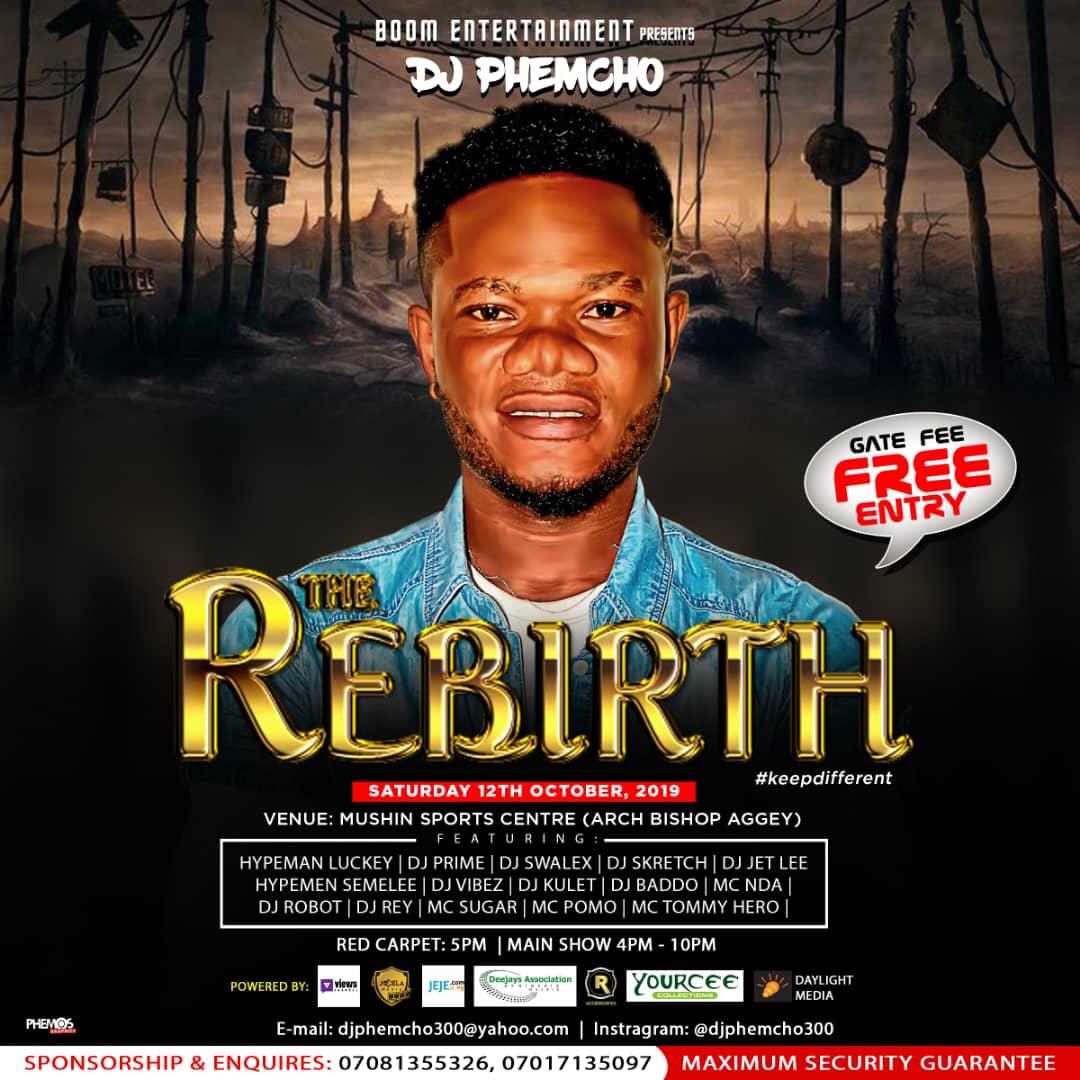 BOOM ENTERTAINMENT PRESENTS
DJ PHEMCHO
MOTEL
GATE FEE
FREE
ENTRY
THE
REBIRTH
#keepdifferent
SATURDAY 12TH OCTOBER, 2019
VENUE: MUSHIN SPORTS CENTRE (ARCH BISHOP AGGEY)
FEATURING:
HYPEMAN LUCKEY | DJ PRIME | DJ SWALEX | DJ SKRETCH | DJ JET LEE
HYPEMEN SEMELEE | DJ VIBEZ | DJ KULET | DJ BADDO | MC NDA |
DJ ROBOT | DJ REY | MC SUGAR | MC POMO | MC TOMMY HERO |
RED CARPET: 5PM | MAIN SHOW 4PM - 10PM
POWERED BY:
views
JEJE.com
Deejays Association
R
YOURCEE
COLLECTIONS
DAYLIGHT
MEDIA
PHEMOS
GRAPHICS
E-mail: djphemcho300@yahoo.com | Instragram: @djphemcho300
SPONSORSHIP & ENQUIRES: 07081355326, 07017135097
MAXIMUM SECURITY GUARANTEE